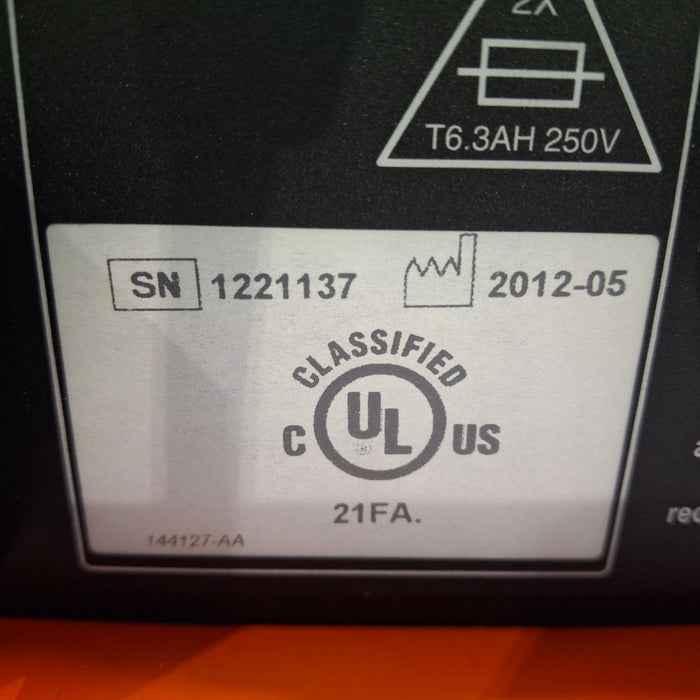 2X
T6.3AH 250V
SN 1221137 2012-05
CLASSIFIED
C UL US
®
21FA.
144127-AA